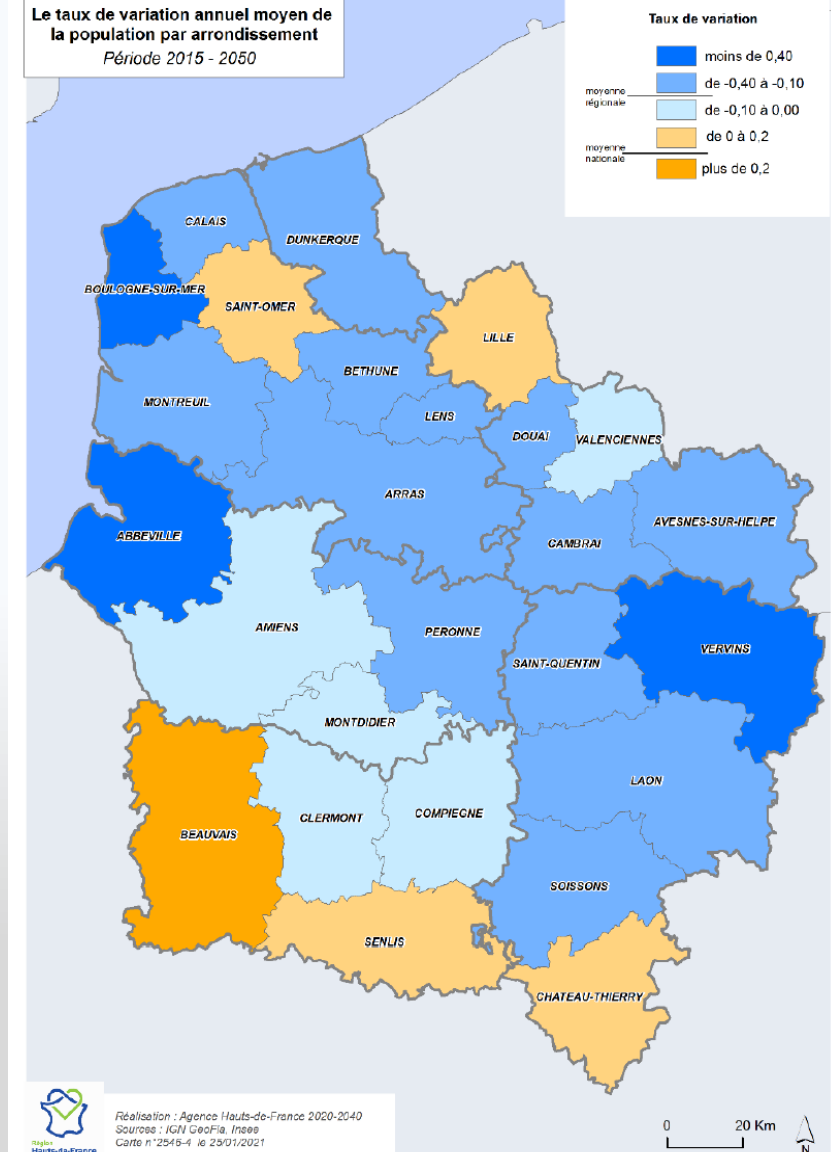 Le taux de variation annuel moyen de
la population par arrondissement
Période 2015 - 2050
Taux de variation
moins de 0,40
de -0,40 à -0,10
moyenne
régionale
de -0,10 à 0,00
de 0 à 0,2
moyenne
nationale
plus de 0,2
CALAIS
DUNKERQUE
BOULOGNE-SUR-MER
SAINT-OMER
LILLE
BETHUNE
MONTREUIL
LENS
DOUAI
VALENCIENNES
ARRAS
AVESNES-SUR-HELPE
ABBEVILLE
CAMBRAI
AMIENS
PERONNE
VERVINS
SAINT-QUENTIN
MONTDIDIER
LAON
COMPIEGNE
CLERMONT
BEAUVAIS
SOISSONS
SENLIS
CHATEAU-THIERRY
Réalisation : Agence Hauts-de-France 2020-2040
Sources : IGN GeoFla, Insee
Carte n°2546-4 le 25/01/2021
Région
Hauts-de-France
0 20 Km
N